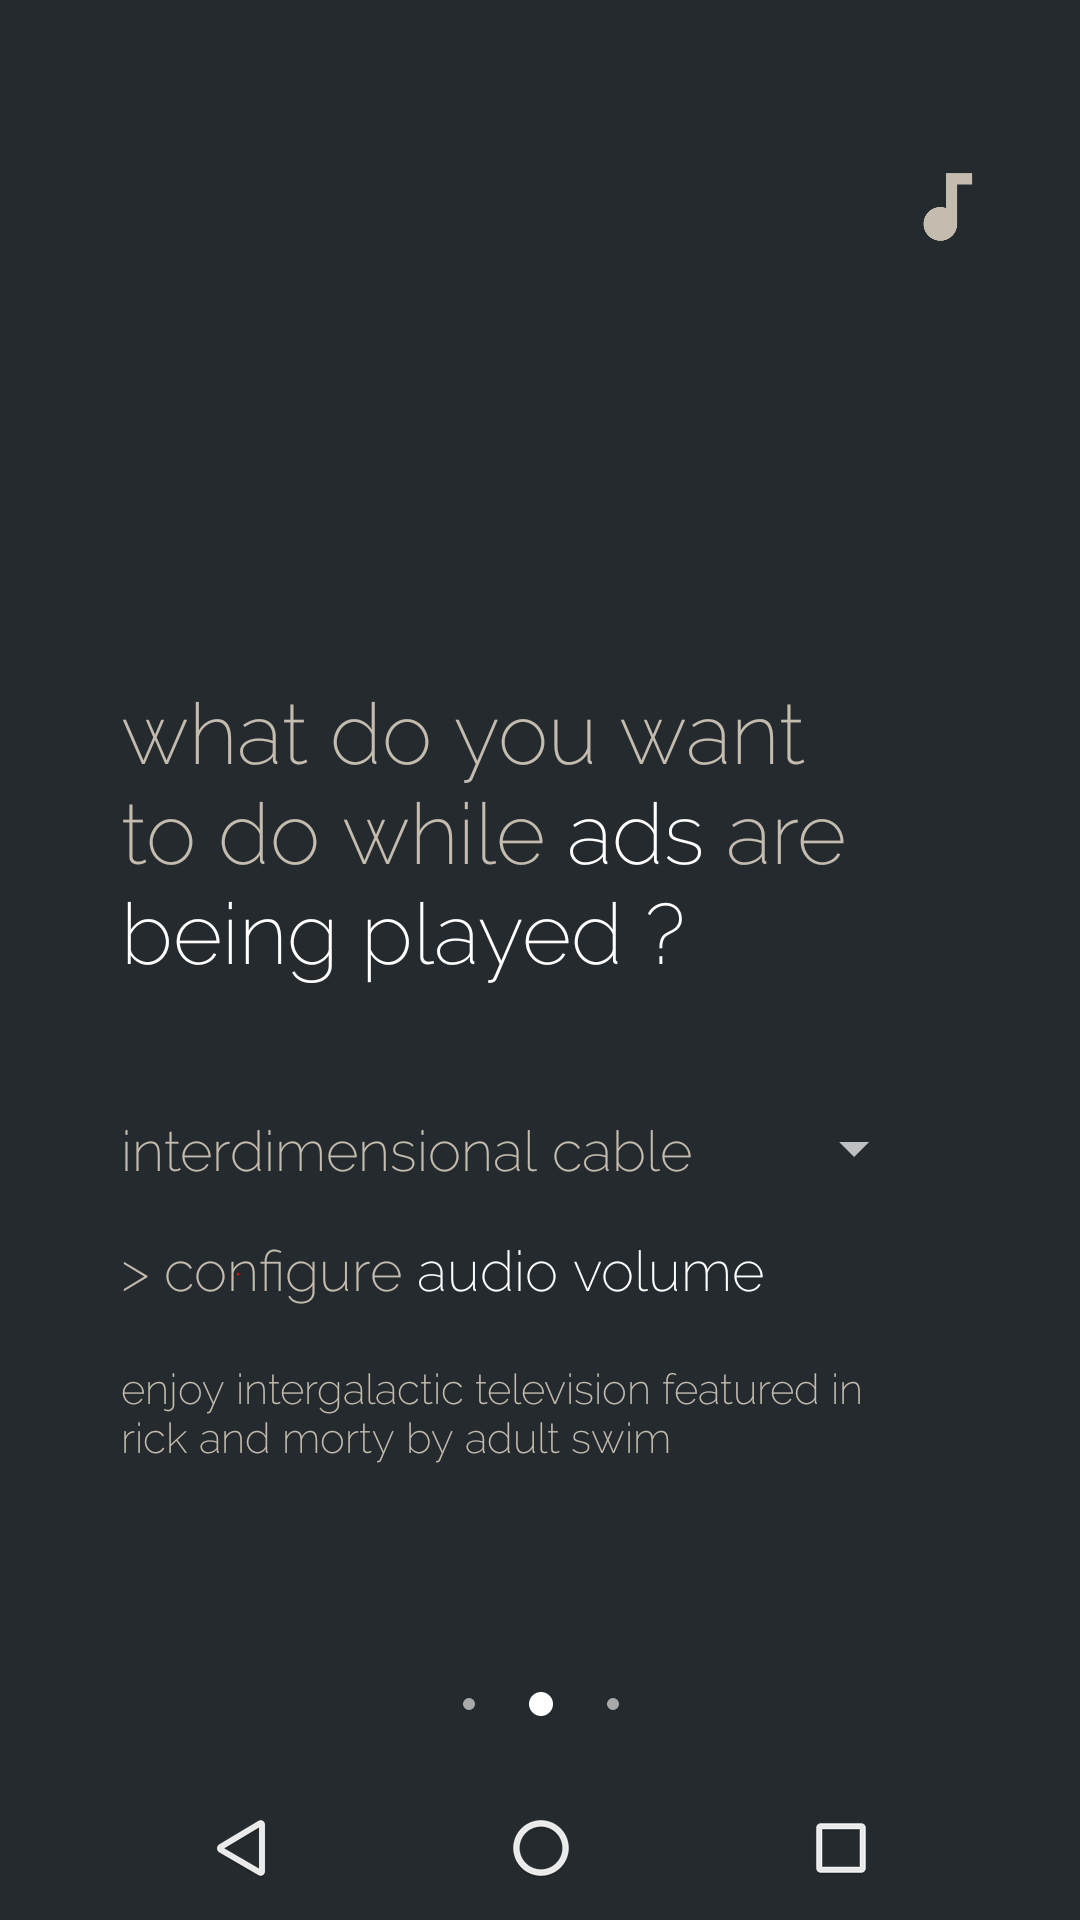 what do you want
to do while ads are
being played ?
interdimensional cable
> configure audio volume
enjoy intergalactic television featured in
rick and morty by adult swim